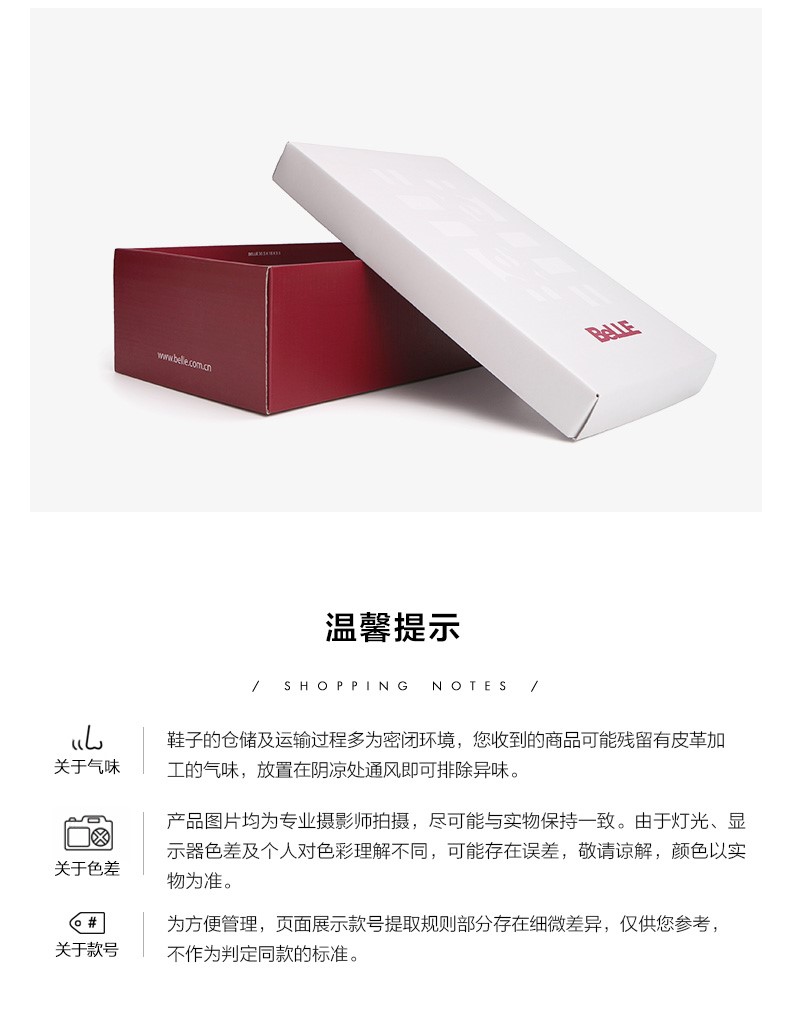 www.belle.com.cn
BeLLE
温馨提示
/ SHOPPING NOTES /
关于气味
鞋子的仓储及运输过程多为密闭环境，您收到的商品可能残留有皮革加
工的气味，放置在阴凉处通风即可排除异味。
关于色差
产品图片均为专业摄影师拍摄，尽可能与实物保持一致。由于灯光、显
示器色差及个人对色彩理解不同，可能存在误差，敬请谅解，颜色以实
物为准。
#
关于款号
为方便管理，页面展示款号提取规则部分存在细微差异，仅供您参考，
不作为判定同款的标准。